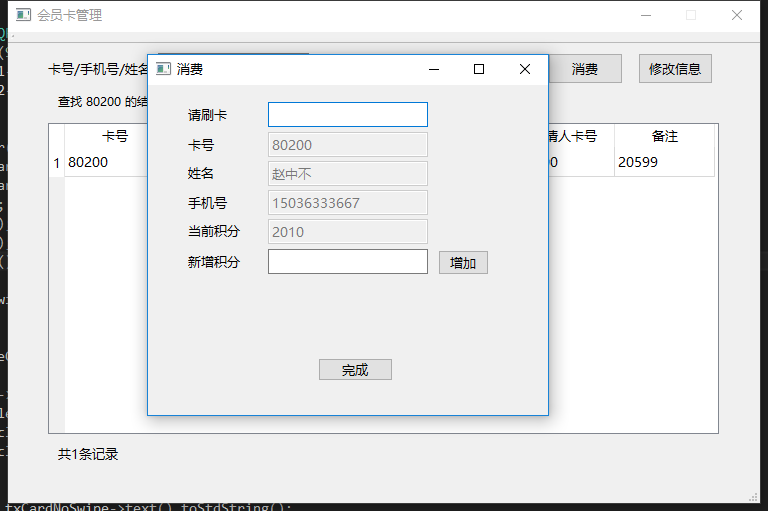 会员卡管理
卡号/手机号/姓名
消费
修改信息
查找 80200 的结
卡号
请人卡号
备注
1
80200
20599
共1条记录
消费
请刷卡
卡号
80200
姓名
赵中不
手机号
15036333667
当前积分
2010
新增积分
增加
完成
txCardNoSwipe->text().toStdString();